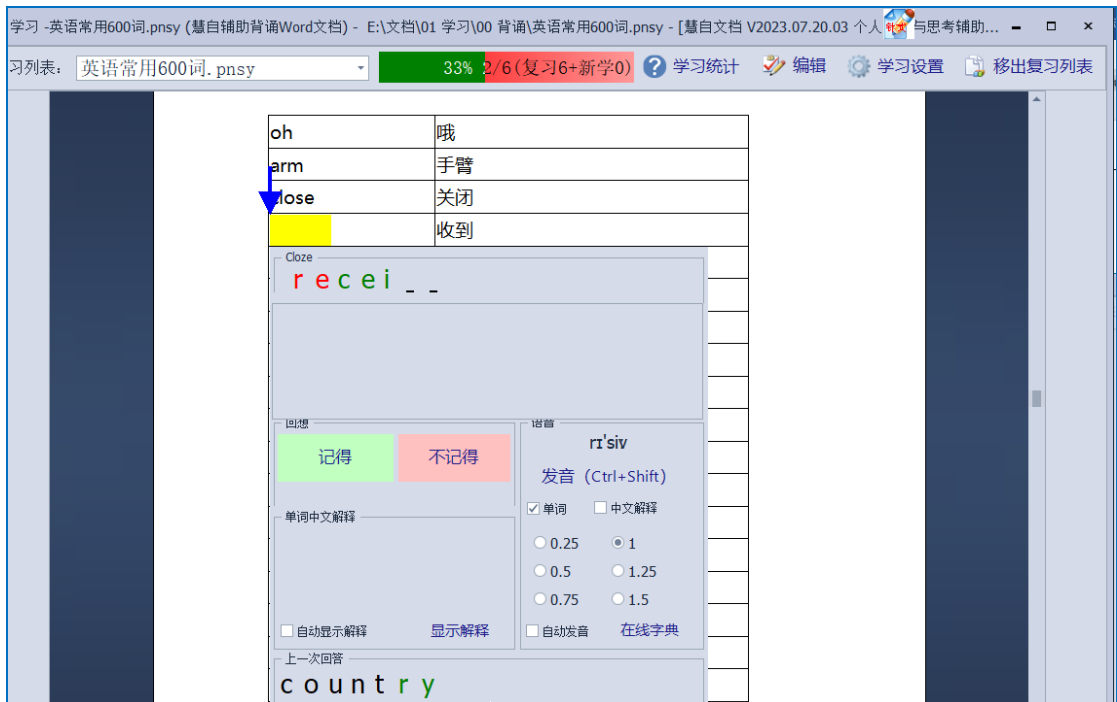 学习 -英语常用600词.pnsy (慧自辅助背诵Word文档) - E:\文档\01 学习\00 背诵\英语常用600词.pnsy - [慧自文档 V2023.07.20.03 个人 与思考辅助...
习列表: 英语常用600词.pnsy 33% 2/6(复习6+新学0) 学习统计 编辑 学习设置 移出复习列表
oh 哦
arm 手臂
close 关闭
收到
Cloze
r e c e i _ _
回想 语音
记得 不记得 rɪ'siv
发音 (Ctrl+Shift)
单词中文解释 单词 中文解释
0.25 1
0.5 1.25
0.75 1.5
自动显示解释 显示解释 自动发音 在线字典
上一次回答
c o u n t r y